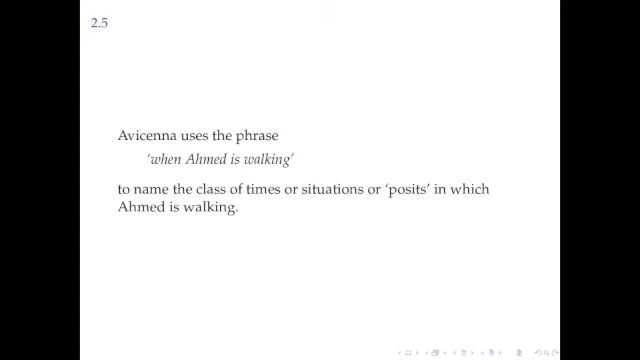 2.5
Avicenna uses the phrase
‘when Ahmed is walking’
to name the class of times or situations or ‘posits’ in which
Ahmed is walking.